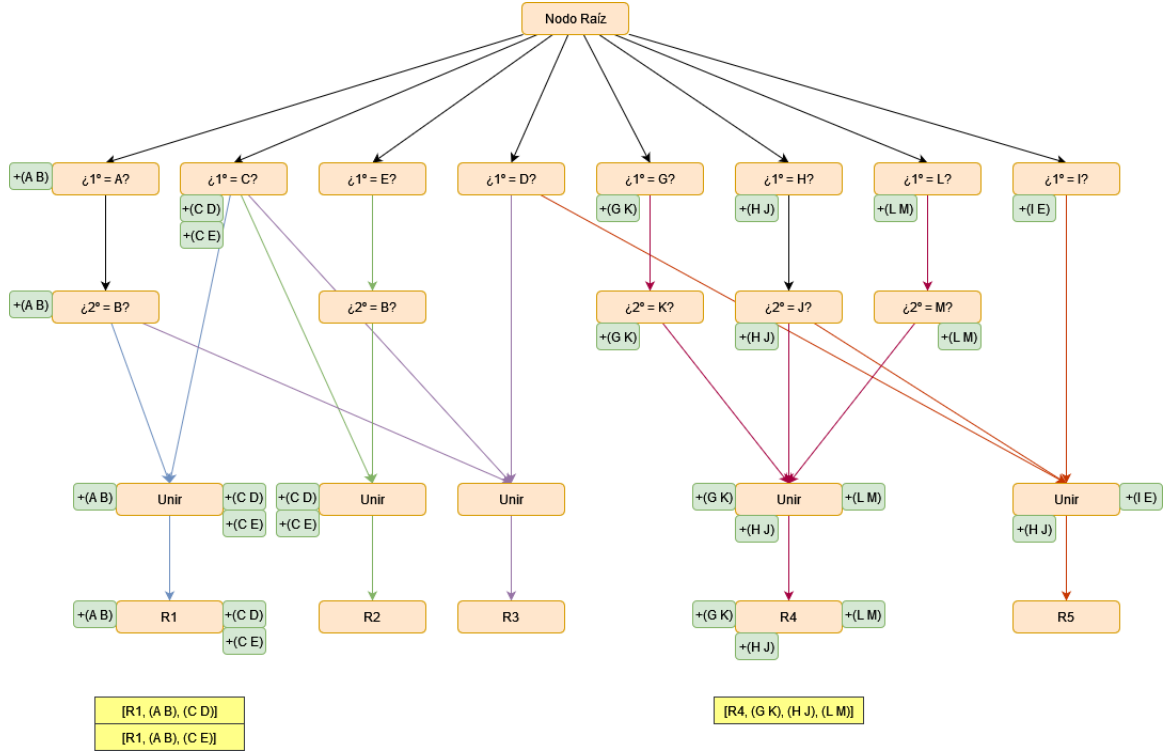 Nodo Raíz
+(A B)
¿1º = A?
¿1º = C?
¿1º = E?
¿1º = D?
¿1º = G?
¿1º = H?
¿1º = L?
¿1º = I?
+(C D)
+(G K)
+(H J)
+(L M)
+(I E)
+(C E)
+(A B)
¿2º = B?
¿2º = B?
¿2º = K?
¿2º = J?
¿2º = M?
+(G K)
+(H J)
+(L M)
+(A B)
Unir
+(C D)
+(C D)
Unir
Unir
+(G K)
Unir
+(L M)
Unir
+(I E)
+(C E)
+(C E)
+(H J)
+(H J)
+(A B)
R1
+(C D)
R2
R3
+(G K)
R4
+(L M)
R5
+(C E)
+(H J)
[R1, (A B), (C D)]
[R4, (G K), (H J), (L M)]
[R1, (A B), (C E)]